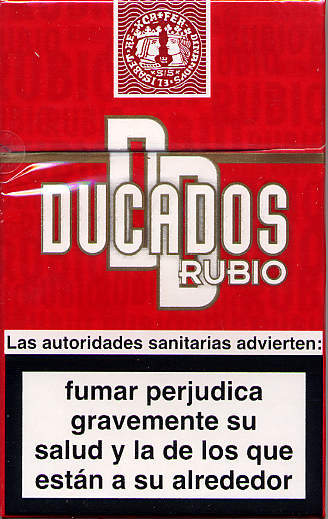 DUCADOS
RUBIO
Las autoridades sanitarias advierten:
fumar perjudica
gravemente su
salud y la de los que
están a su alrededor